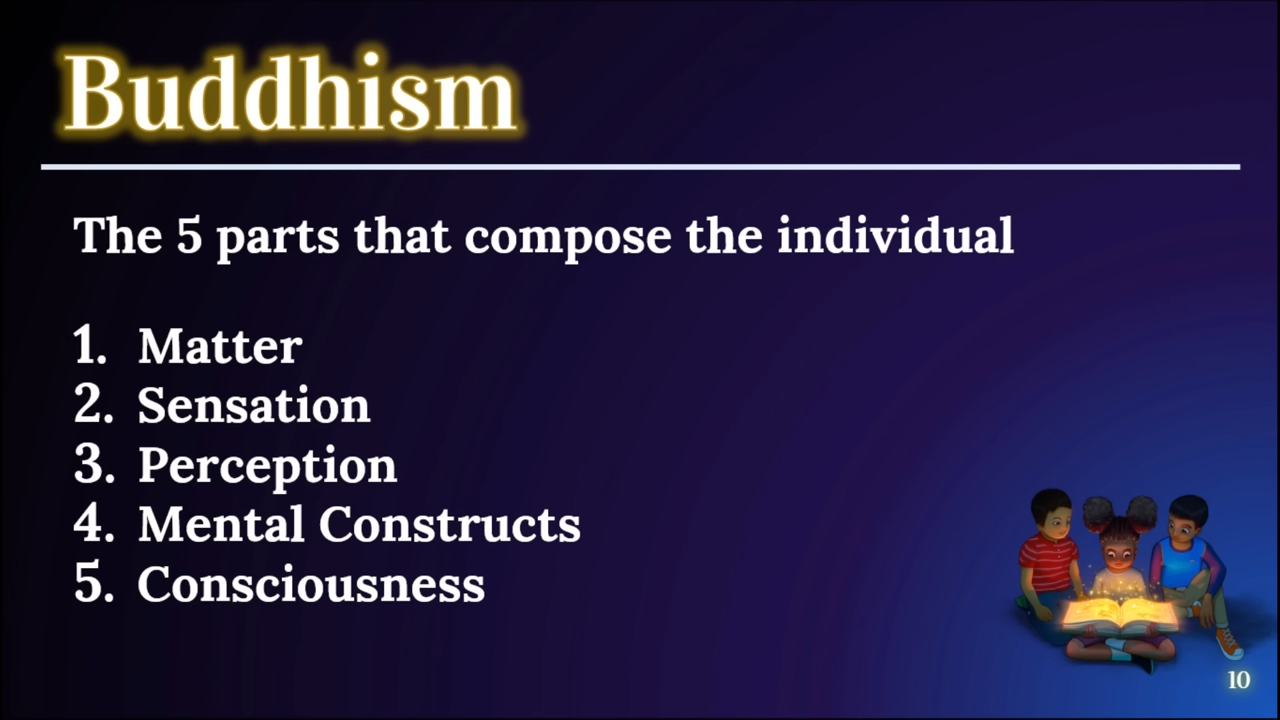 Buddhism
The 5 parts that compose the individual
1. Matter
2. Sensation
3. Perception
4. Mental Constructs
5. Consciousness
10